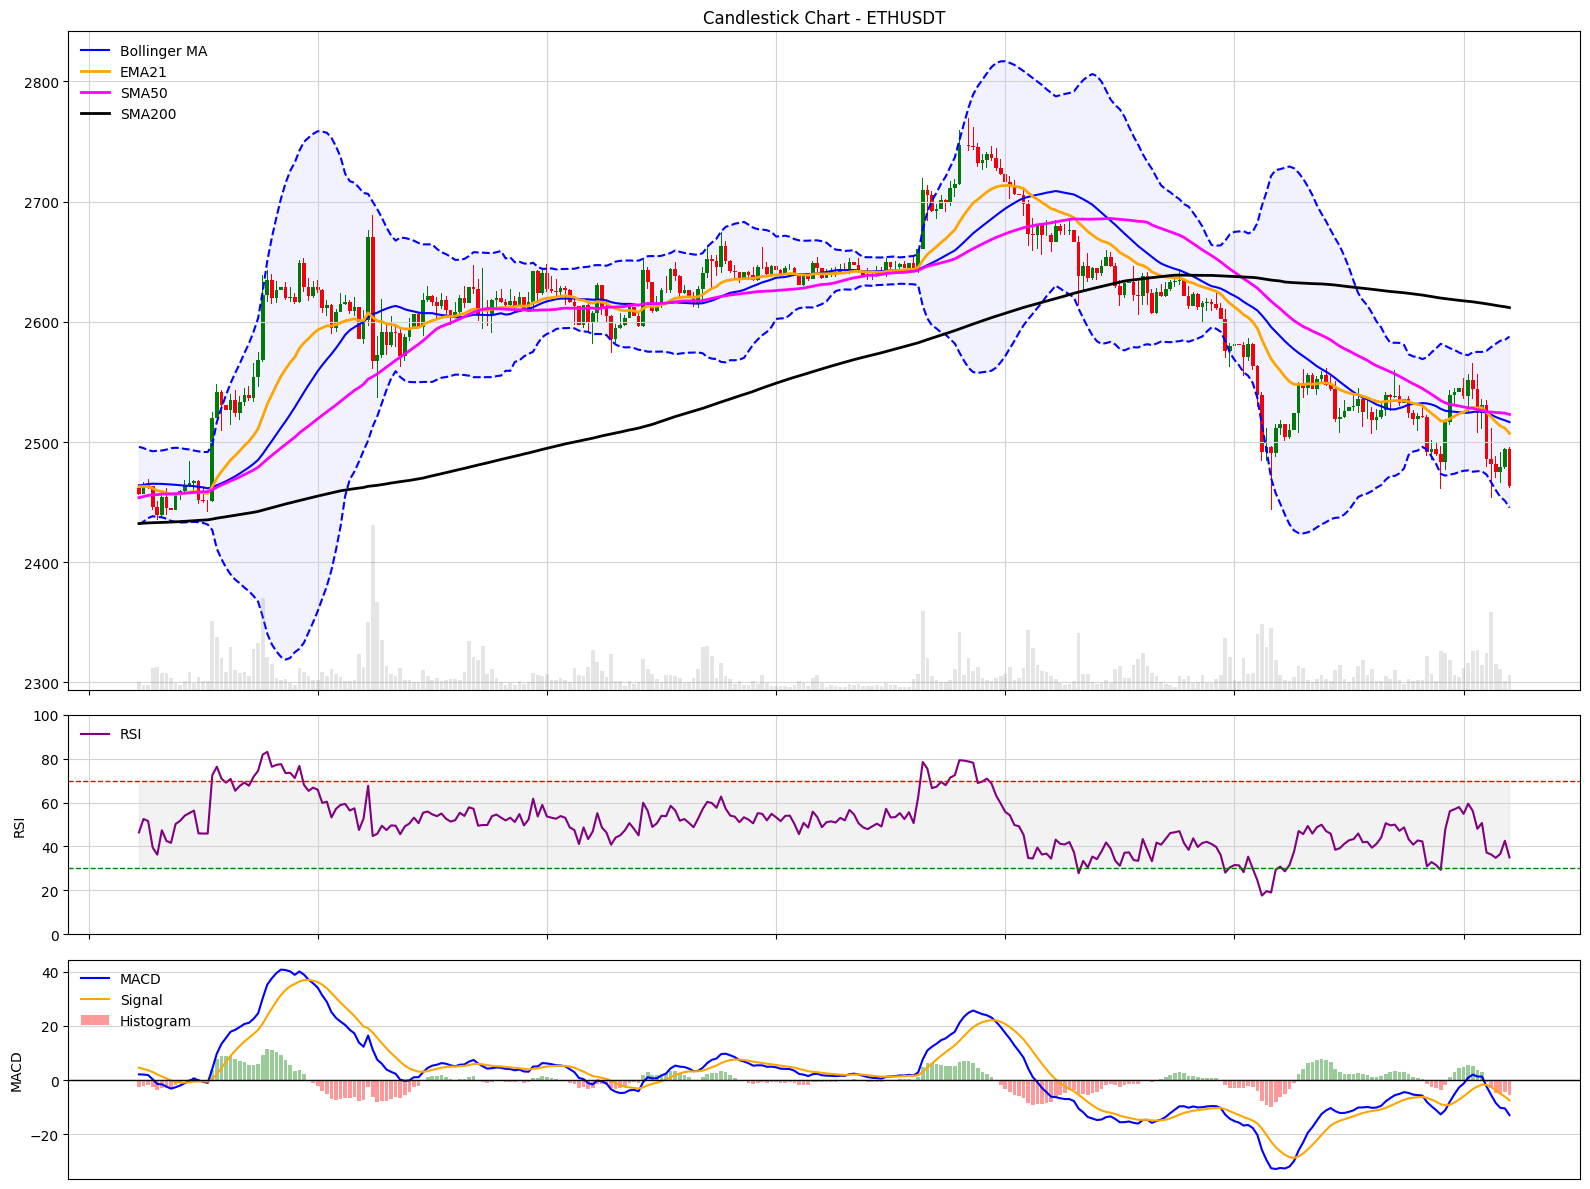 Candlestick Chart - ETHUSDT
Bollinger MA
EMA21
SMA50
SMA200
2800
2700
2600
2500
2400
2300
RSI
100
80
60
40
20
0
RSI
MACD
Signal
Histogram
40
20
0
−20
MACD